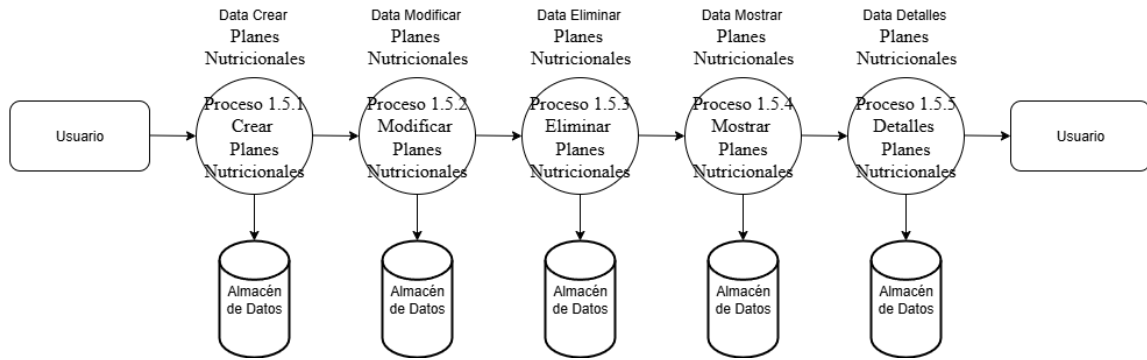 Data Crear
Planes
Nutricionales
Data Modificar
Planes
Nutricionales
Data Eliminar
Planes
Nutricionales
Data Mostrar
Planes
Nutricionales
Data Detalles
Planes
Nutricionales
Usuario
Proceso 1.5.1
Crear
Planes
Nutricionales
Proceso 1.5.2
Modificar
Planes
Nutricionales
Proceso 1.5.3
Eliminar
Planes
Nutricionales
Proceso 1.5.4
Mostrar
Planes
Nutricionales
Proceso 1.5.5
Detalles
Planes
Nutricionales
Usuario
Almacén
de Datos
Almacén
de Datos
Almacén
de Datos
Almacén
de Datos
Almacén
de Datos